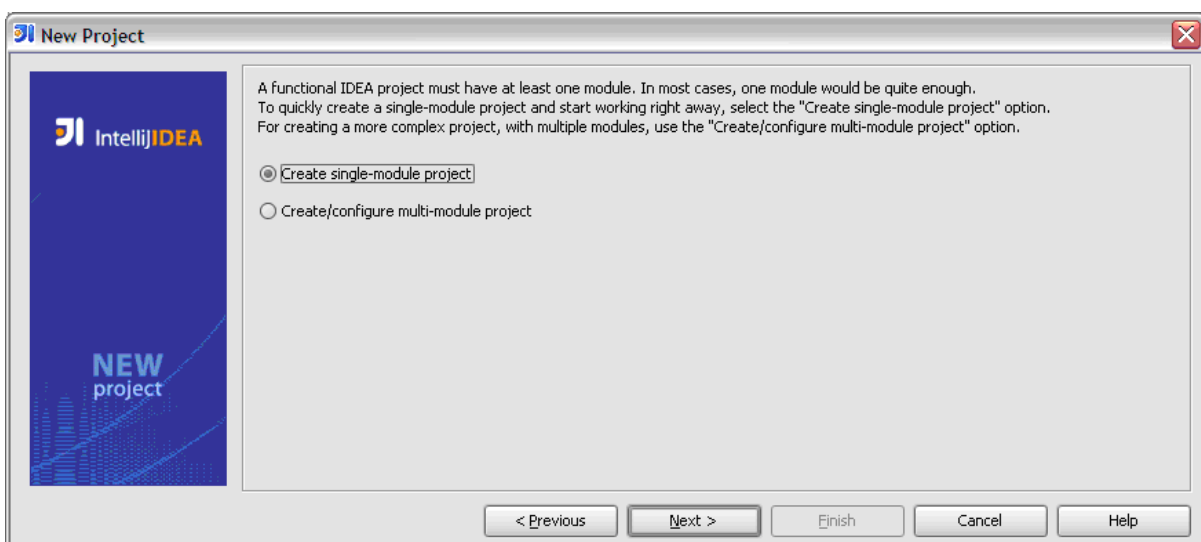 New Project
IntelliJIDEA
NEW
project
A functional IDEA project must have at least one module. In most cases, one module would be quite enough.
To quickly create a single-module project and start working right away, select the "Create single-module project" option.
For creating a more complex project, with multiple modules, use the "Create/configure multi-module project" option.
Create single-module project
Create/configure multi-module project
< Previous Next > Finish Cancel Help